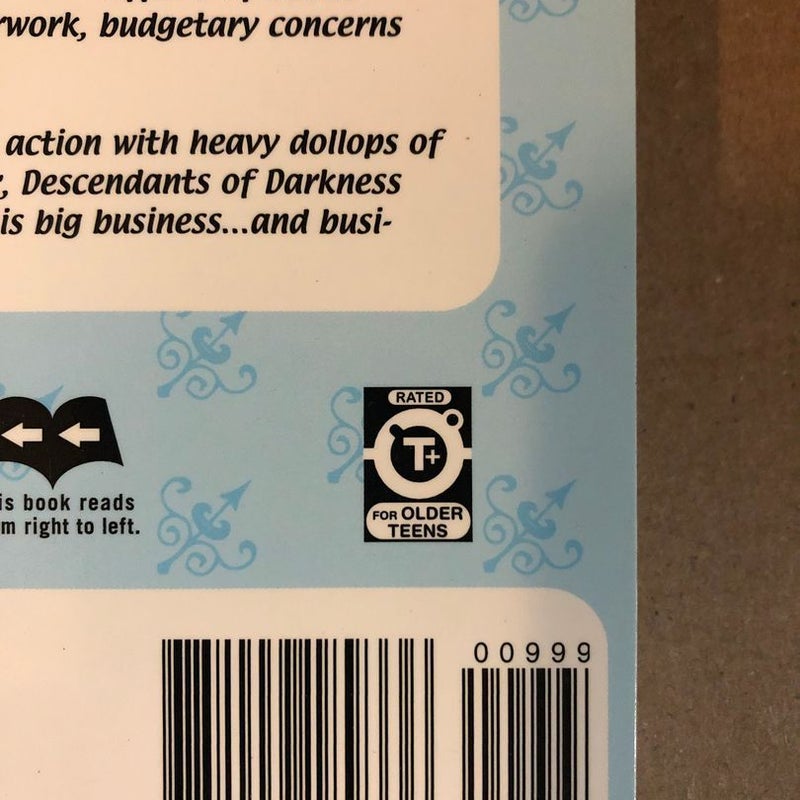 rwork, budgetary concerns
action with heavy dollops of
, Descendants of Darkness
is big business...and busi-
RATED
T+
FOR OLDER
TEENS
is book reads
m right to left.
00999